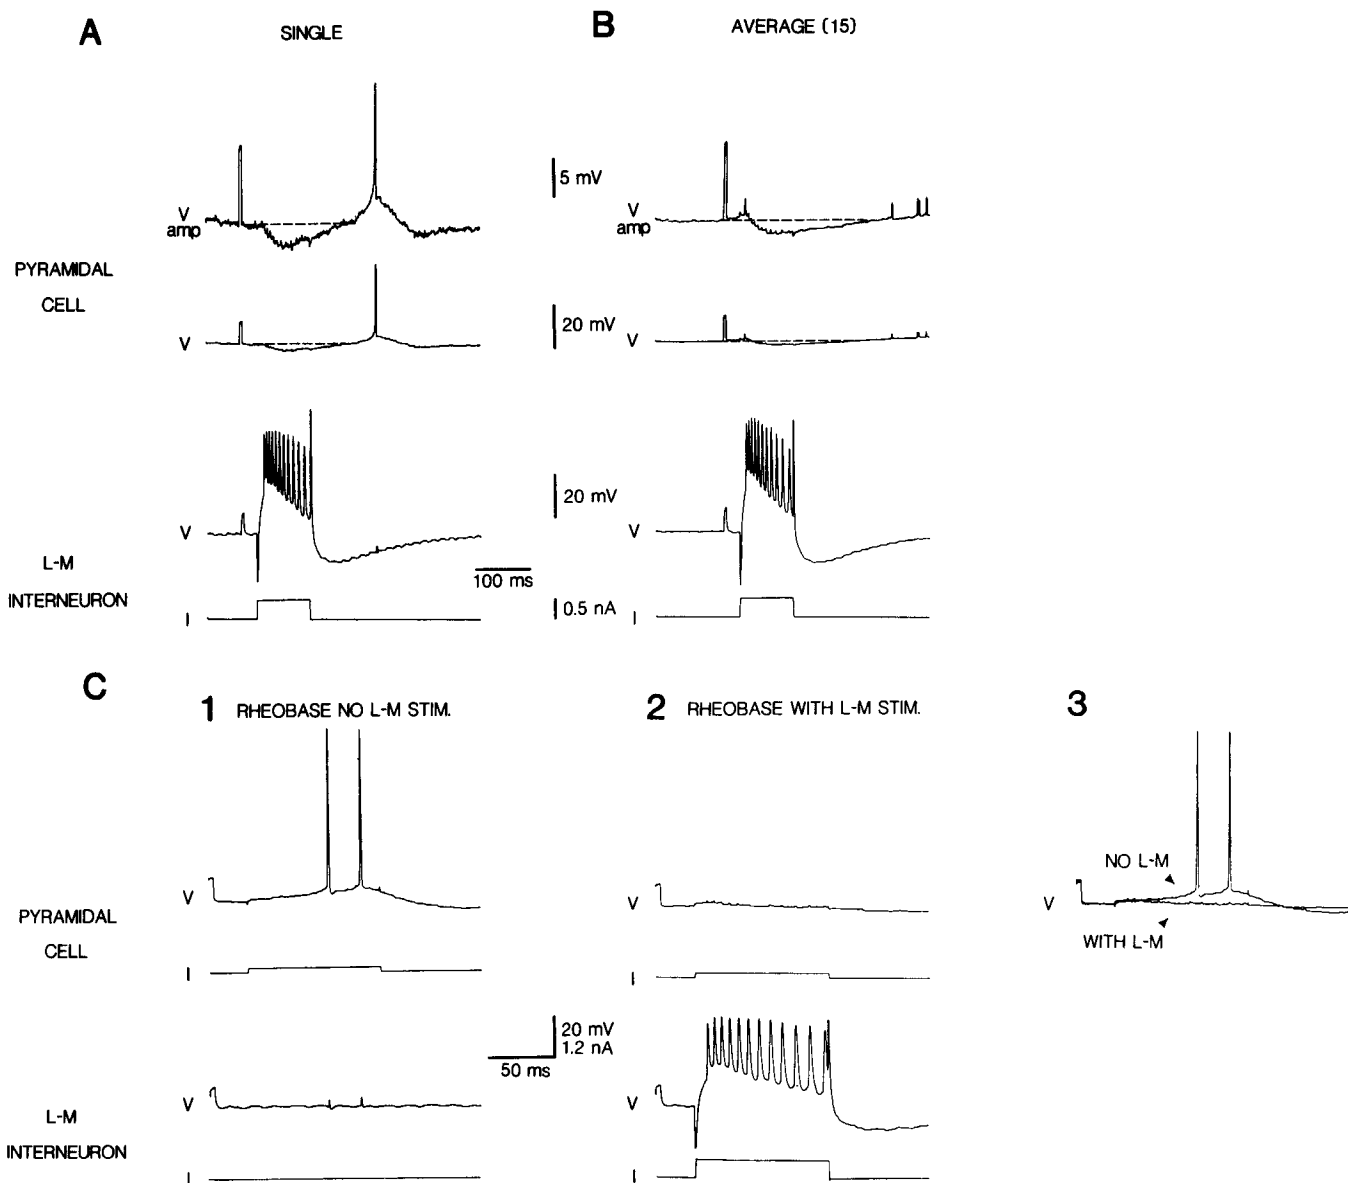 A
SINGLE
B
AVERAGE (15)
V
amp
5 mV
V
amp
PYRAMIDAL
CELL
V
20 mV
V
V
20 mV
V
100 ms
L-M
INTERNEURON
I
0.5 nA
I
C
1 RHEOBASE NO L-M STIM.
2 RHEOBASE WITH L-M STIM.
3
NO L-M
V
V
V
WITH L-M
PYRAMIDAL
CELL
I
I
20 mV
1.2 nA
50 ms
V
V
L-M
INTERNEURON
I
I